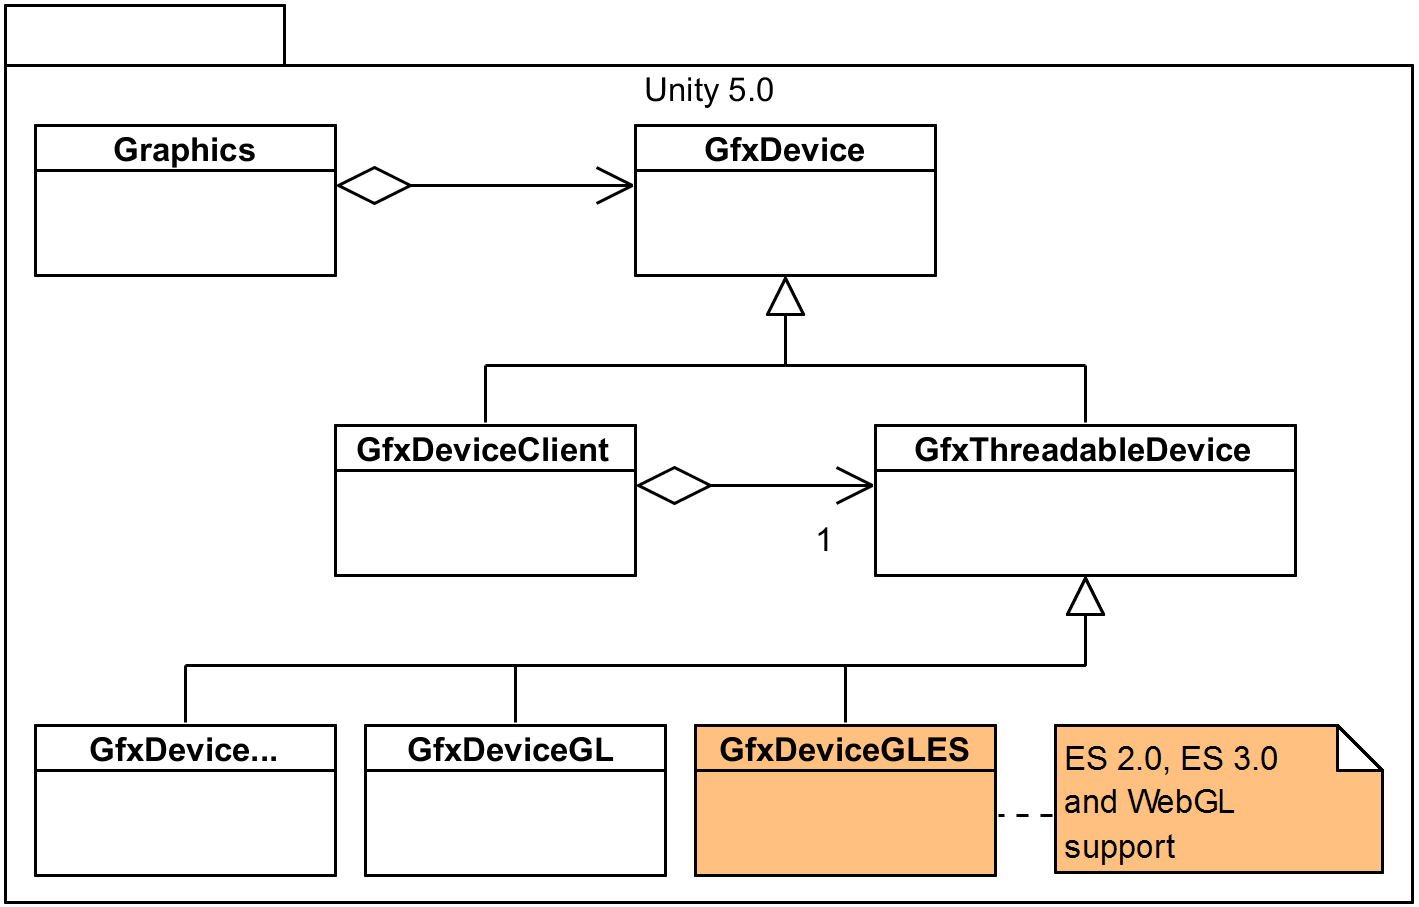 Unity 5.0
Graphics
GfxDevice
GfxDeviceClient
GfxThreadableDevice
1
GfxDevice...
GfxDeviceGL
GfxDeviceGLES
ES 2.0, ES 3.0
and WebGL
support